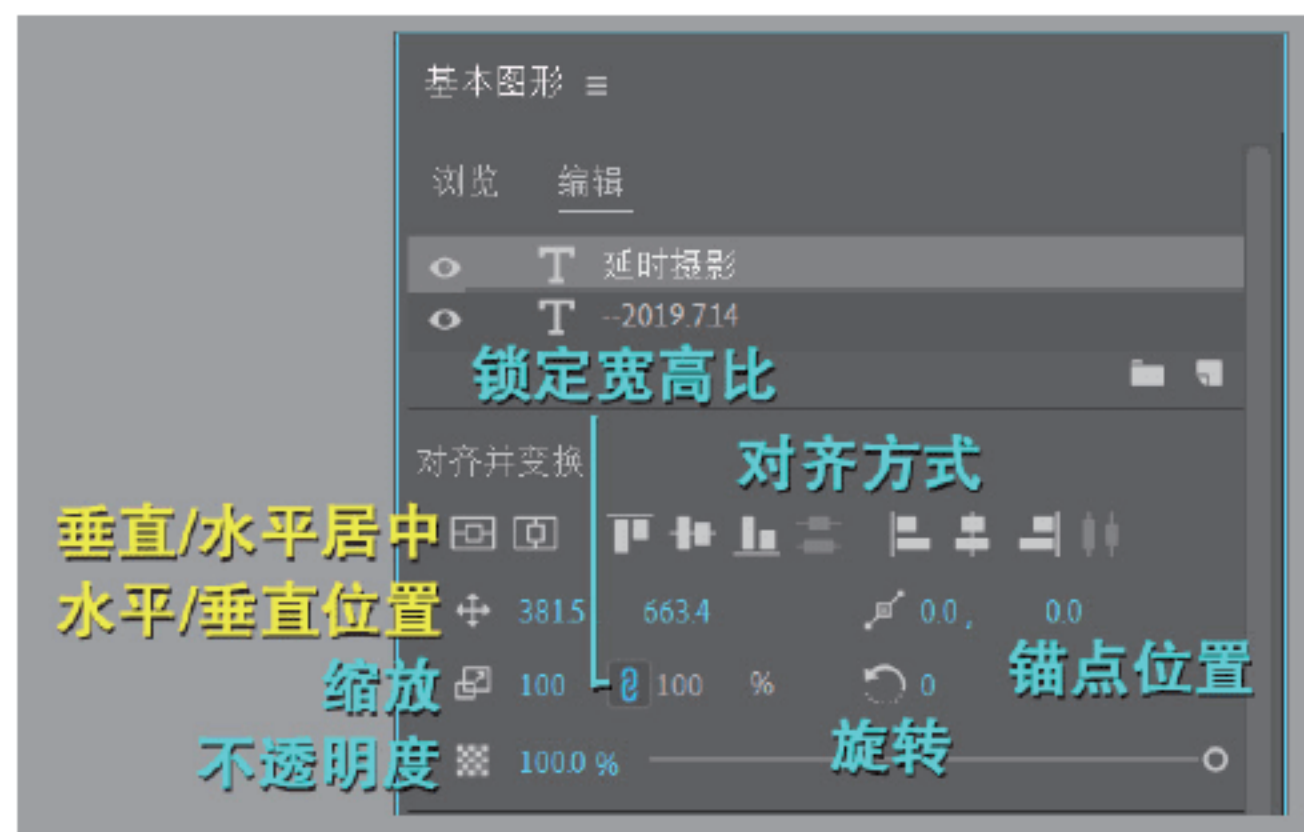 基本图形
浏览 编辑
T 延时摄影
T --2019.7.14
锁定宽高比
对齐并变换
对齐方式
垂直/水平居中
水平/垂直位置 381.5 663.4 0.0 , 0.0
锚点位置
缩放 100 100 % 0
旋转
不透明度 100.0 %